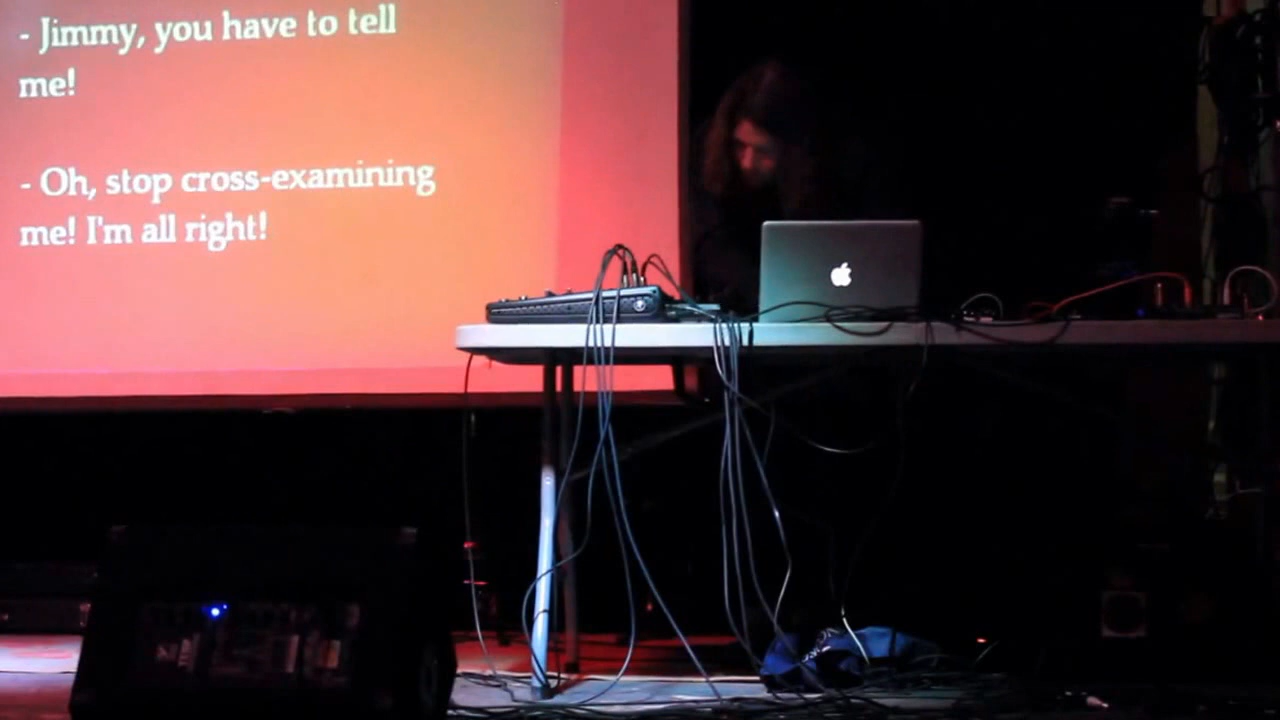 - Jimmy, you have to tell
me!
- Oh, stop cross-examining
me! I'm all right!